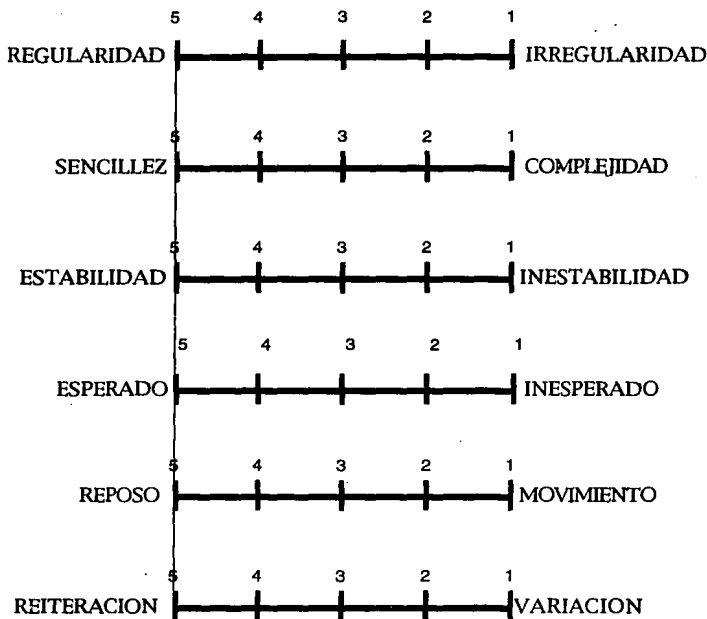 5 4 3 2 1
REGULARIDAD IRREGULARIDAD
5 4 3 2 1
SENCILLEZ COMPLEJIDAD
5 4 3 2 1
ESTABILIDAD INESTABILIDAD
5 4 3 2 1
ESPERADO INESPERADO
5 4 3 2 1
REPOSO MOVIMIENTO
5 4 3 2 1
REITERACION VARIACION